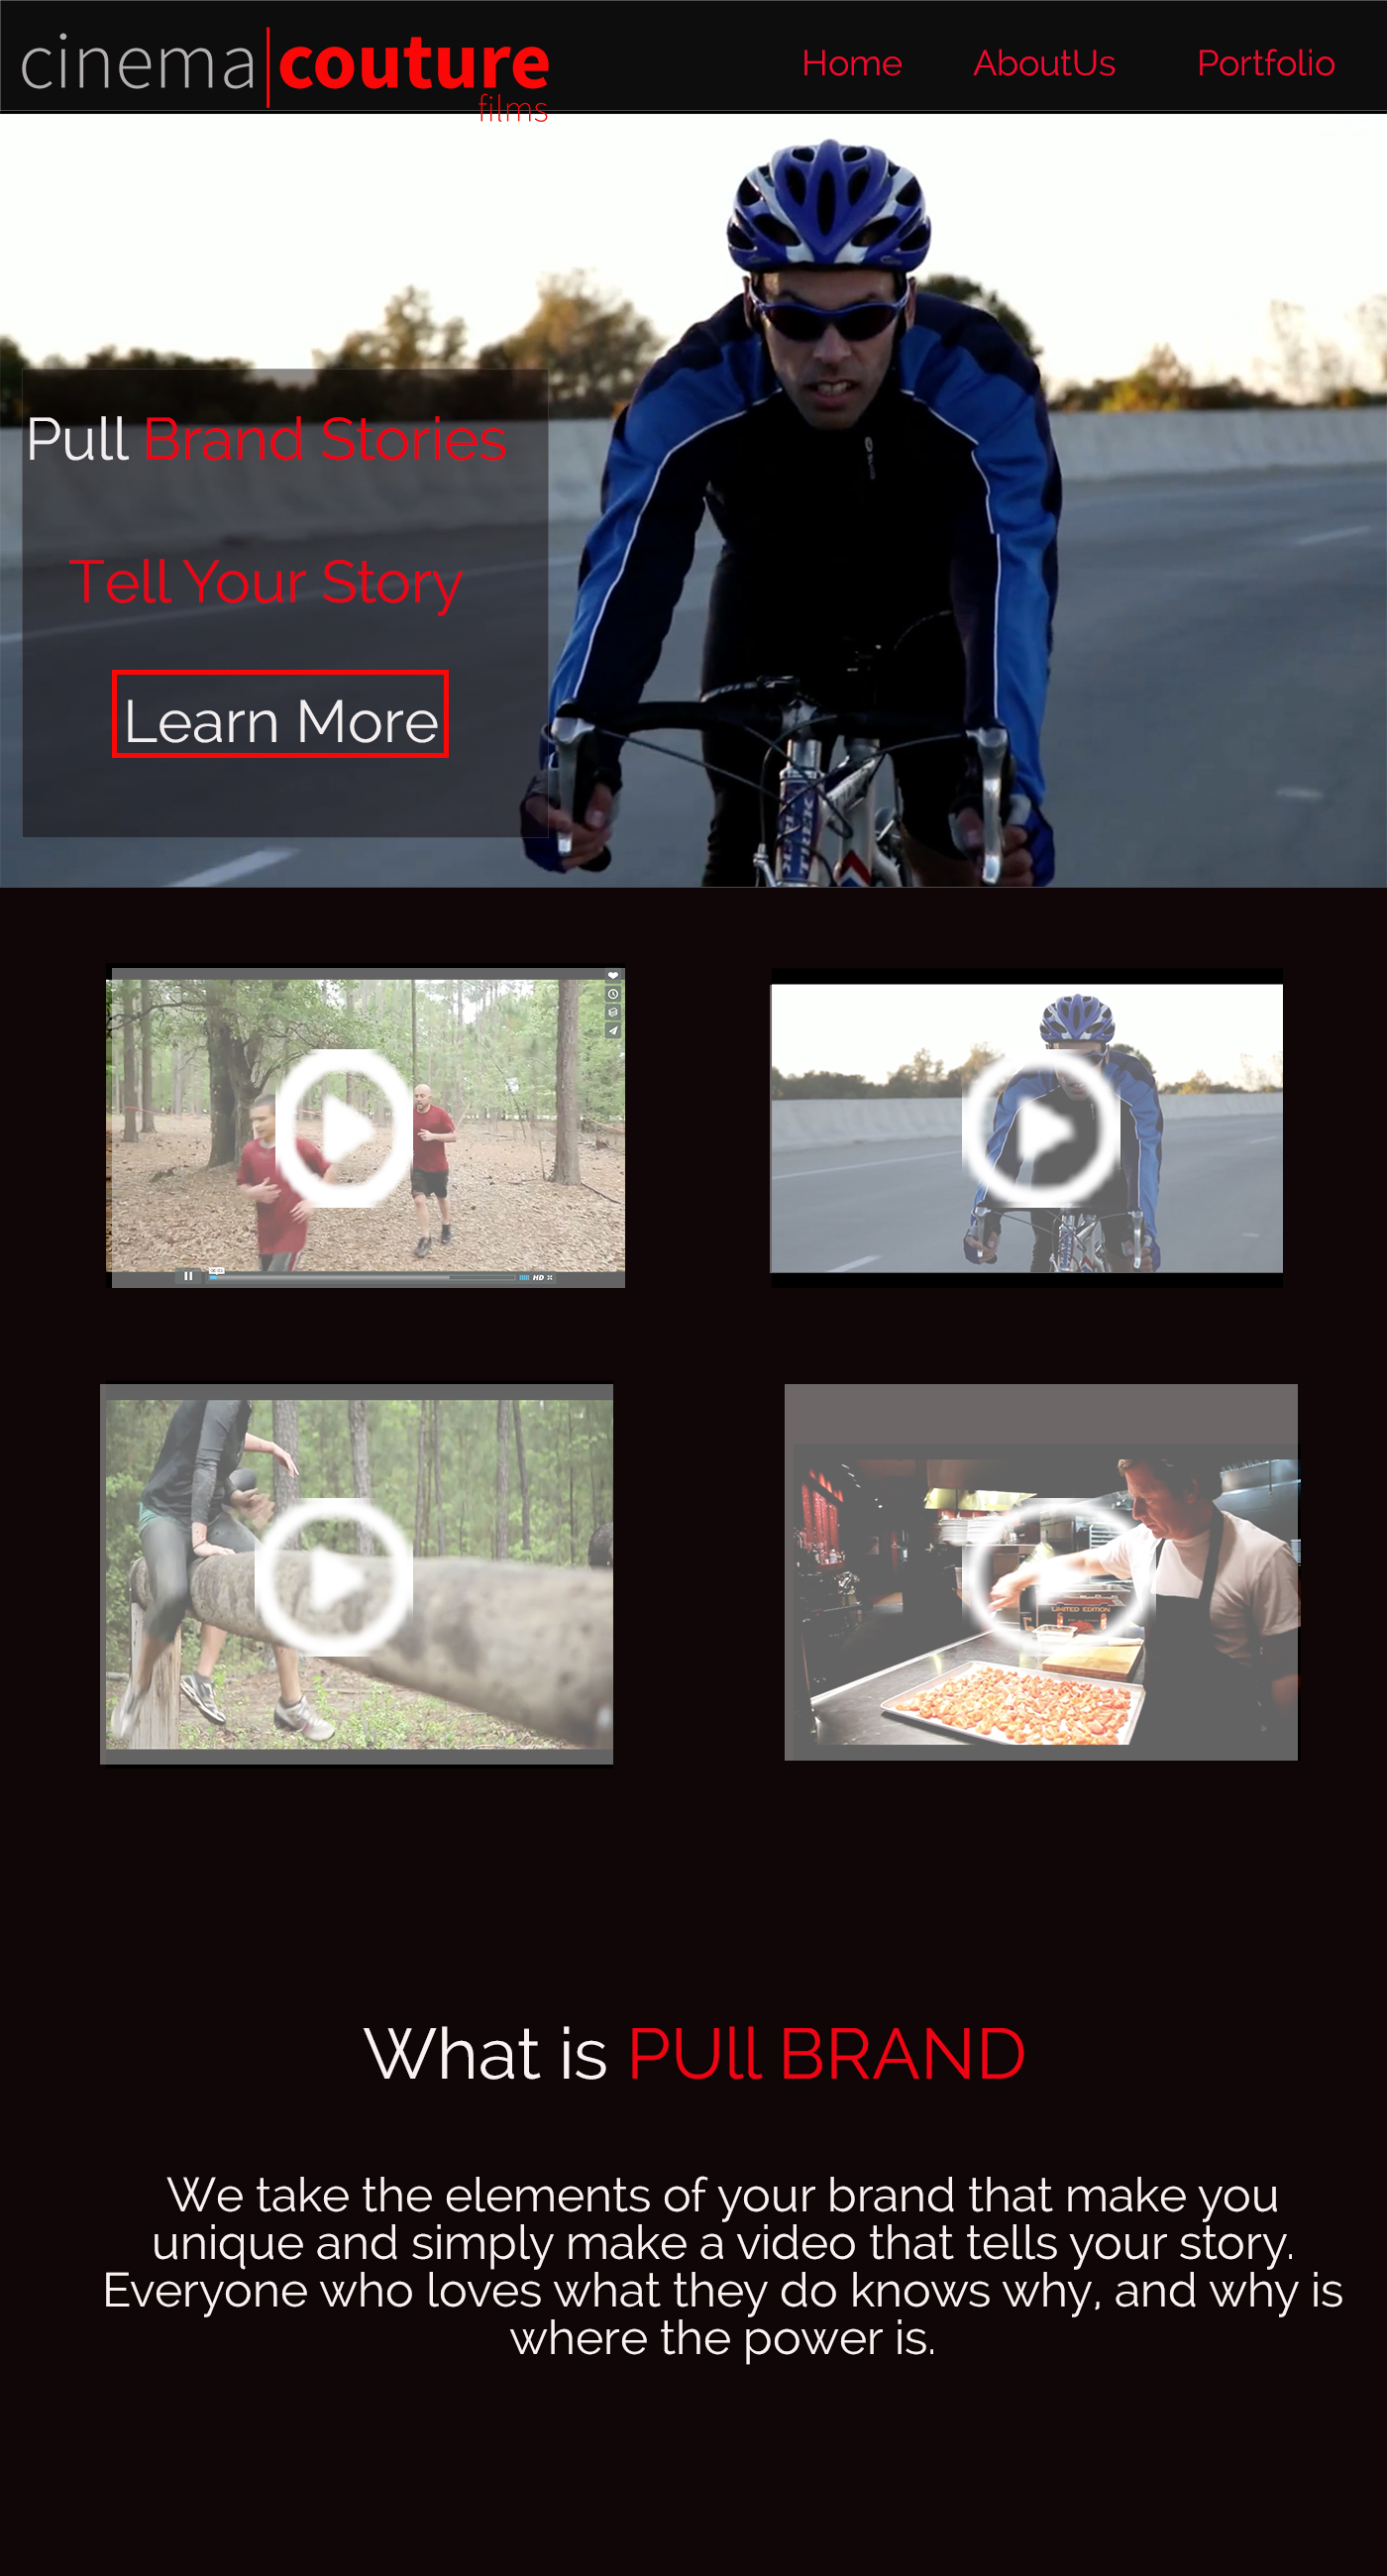 cinema|couture
films
Home AboutUs Portfolio
Pull Brand Stories
Tell Your Story
Learn More
HD
LIMITED EDITION
What is PUll BRAND
We take the elements of your brand that make you
unique and simply make a video that tells your story.
Everyone who loves what they do knows why, and why is
where the power is.